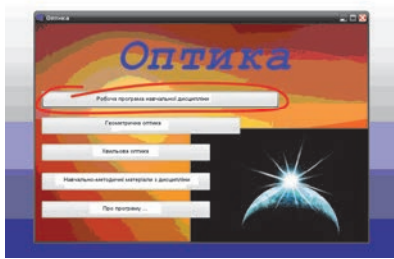 Оптика
Оптика
Робоча програма навчальної дисципліни
Геометрична оптика
Хвильова оптика
Навчально-методичні матеріали з дисципліни
Про програму ...